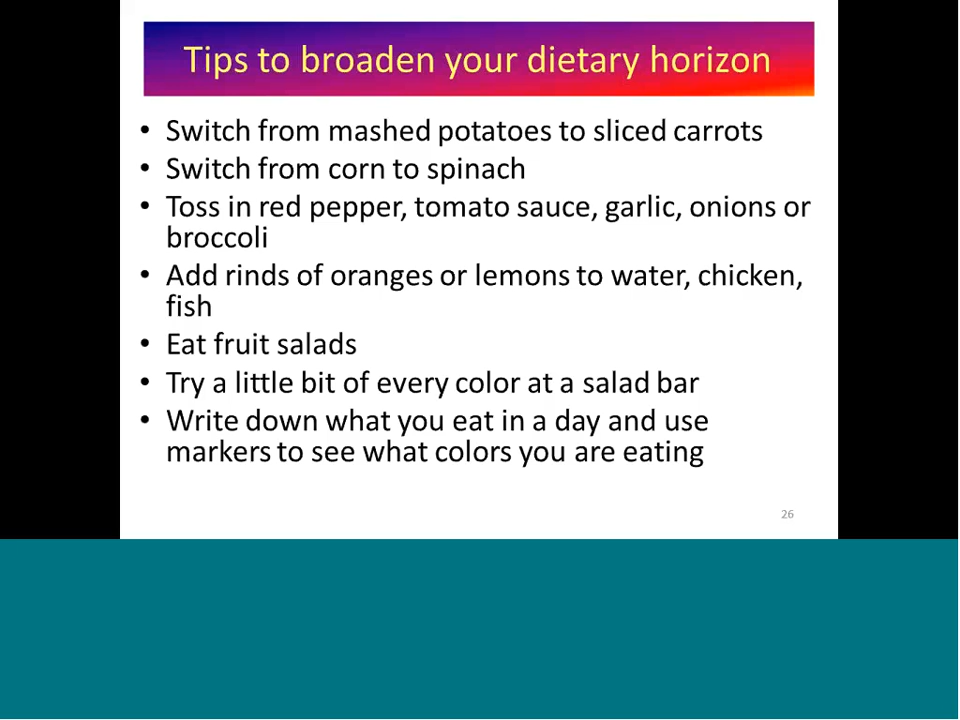 Tips to broaden your dietary horizon
• Switch from mashed potatoes to sliced carrots
• Switch from corn to spinach
• Toss in red pepper, tomato sauce, garlic, onions or
broccoli
• Add rinds of oranges or lemons to water, chicken,
fish
• Eat fruit salads
• Try a little bit of every color at a salad bar
• Write down what you eat in a day and use
markers to see what colors you are eating
26